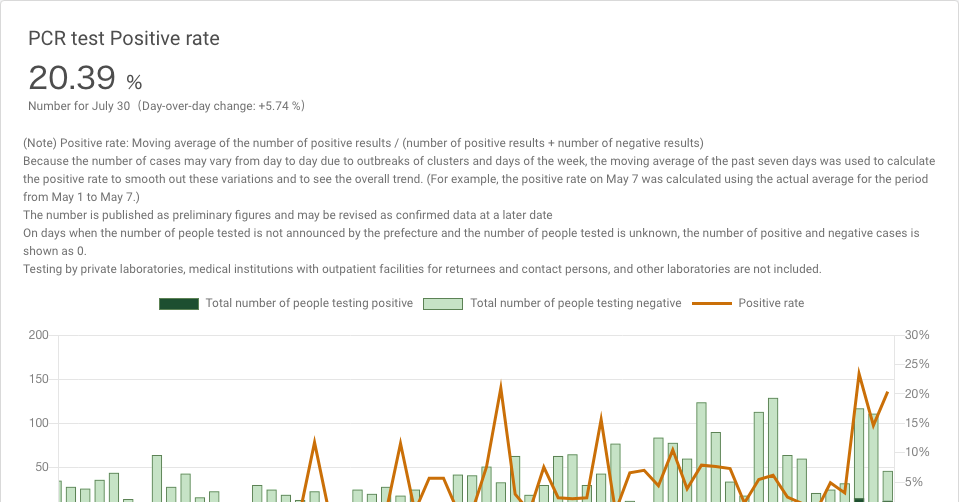 PCR test Positive rate
20.39 %
Number for July 30 (Day-over-day change: +5.74 %)
(Note) Positive rate: Moving average of the number of positive results / (number of positive results + number of negative results)
Because the number of cases may vary from day to day due to outbreaks of clusters and days of the week, the moving average of the past seven days was used to calculate
the positive rate to smooth out these variations and to see the overall trend. (For example, the positive rate on May 7 was calculated using the actual average for the period
from May 1 to May 7.)
The number is published as preliminary figures and may be revised as confirmed data at a later date
On days when the number of people tested is not announced by the prefecture and the number of people tested is unknown, the number of positive and negative cases is
shown as 0.
Testing by private laboratories, medical institutions with outpatient facilities for returnees and contact persons, and other laboratories are not included.
Total number of people testing positive Total number of people testing negative Positive rate
200 30%
25%
150 20%
100 15%
50 10%
5%